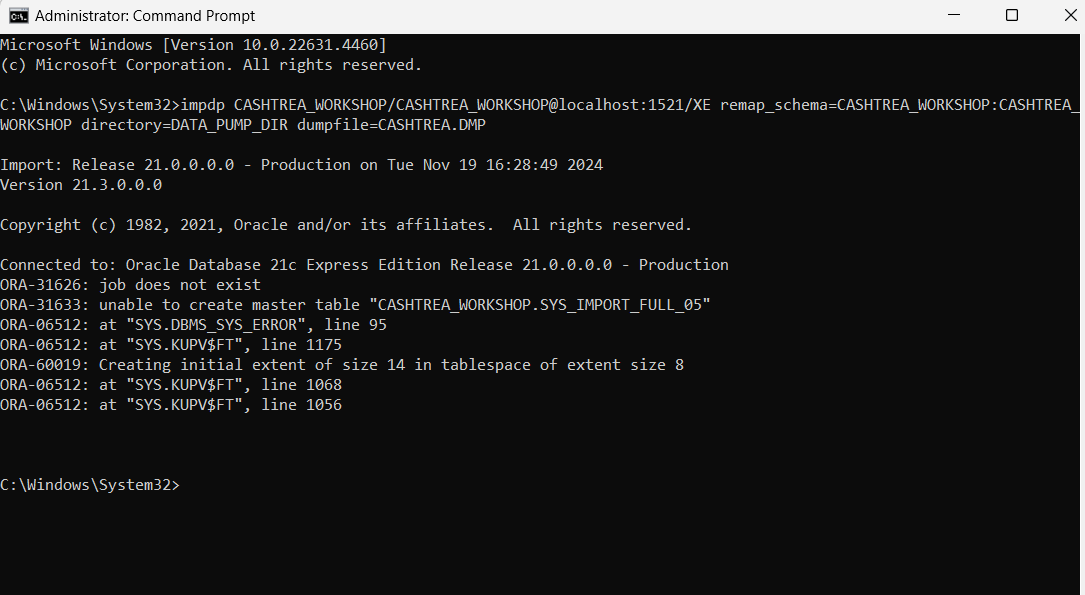 Administrator: Command Prompt
Microsoft Windows [Version 10.0.22631.4460]
(c) Microsoft Corporation. All rights reserved.
C:\Windows\System32>impdp CASHTREA_WORKSHOP/CASHTREA_WORKSHOP@localhost:1521/XE remap_schema=CASHTREA_WORKSHOP:CASHTREA_
WORKSHOP directory=DATA_PUMP_DIR dumpfile=CASHTREA.DMP
Import: Release 21.0.0.0.0 - Production on Tue Nov 19 16:28:49 2024
Version 21.3.0.0.0
Copyright (c) 1982, 2021, Oracle and/or its affiliates.  All rights reserved.
Connected to: Oracle Database 21c Express Edition Release 21.0.0.0.0 - Production
ORA-31626: job does not exist
ORA-31633: unable to create master table "CASHTREA_WORKSHOP.SYS_IMPORT_FULL_05"
ORA-06512: at "SYS.DBMS_SYS_ERROR", line 95
ORA-06512: at "SYS.KUPV$FT", line 1175
ORA-60019: Creating initial extent of size 14 in tablespace of extent size 8
ORA-06512: at "SYS.KUPV$FT", line 1068
ORA-06512: at "SYS.KUPV$FT", line 1056
C:\Windows\System32>